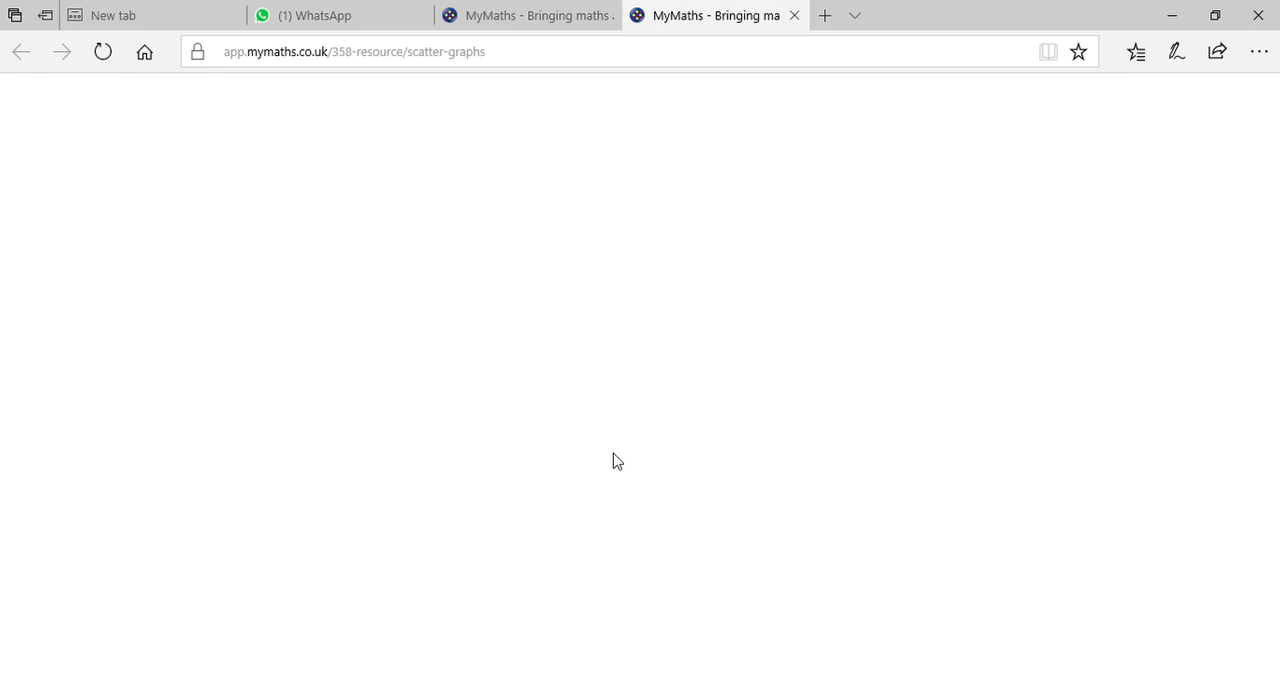 New tab
(1) WhatsApp
MyMaths - Bringing maths
MyMaths - Bringing ma
app.mymaths.co.uk/358-resource/scatter-graphs